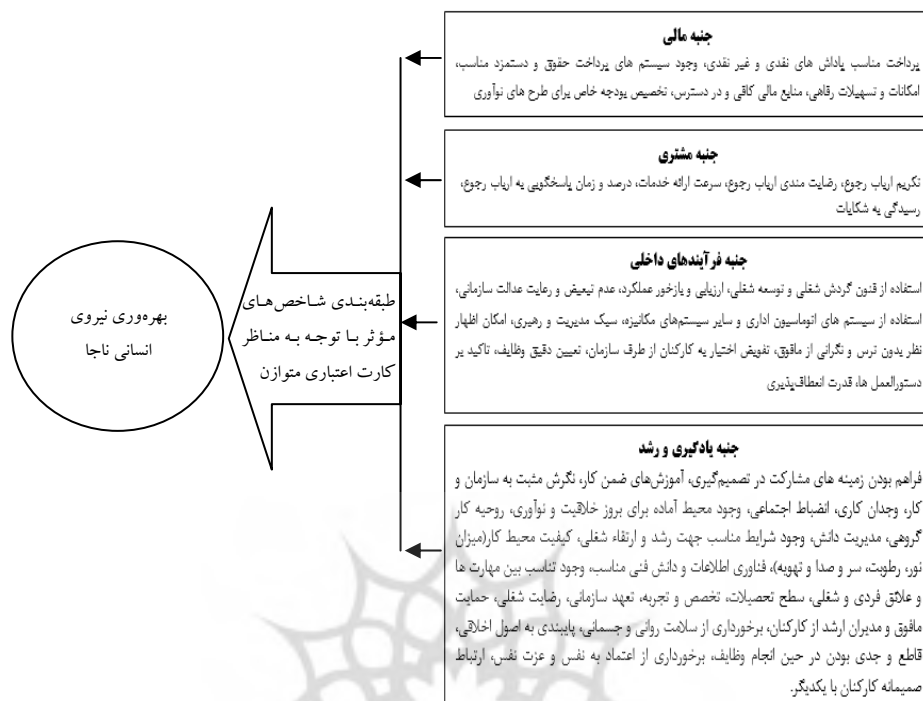 جنبه مالی
پرداخت مناسب پاداش های نقدی و غیر نقدی، وجود سیستم های پرداخت حقوق و دستمزد مناسب،
امکانات و تسهیلات رفاهی، منابع مالی کافی و در دسترس، تخصیص بودجه خاص برای طرح های نوآوری
جنبه مشتری
تکریم ارباب رجوع، رضایت مندی ارباب رجوع، سرعت ارائه خدمات، درصد و زمان پاسخگویی به ارباب رجوع،
رسیدگی به شکایات
جنبه فرآیندهای داخلی
استفاده از فنون گردش شغلی و توسعه شغلی، ارزیابی و بازخور عملکرد، عدم تبعیض و رعایت عدالت سازمانی،
استفاده از سیستم های اتوماسیون اداری و سایر سیستم‌های مکانیزه، سبک مدیریت و رهبری، امکان اظهار
نظر بدون ترس و نگرانی از مافوق، تفویض اختیار به کارکنان از طرف سازمان، تعیین دقیق وظایف، تاکید بر
دستورالعمل ها، قدرت انعطاف‌پذیری
جنبه یادگیری و رشد
فراهم بودن زمینه های مشارکت در تصمیم‌گیری، آموزش‌های ضمن کار، نگرش مثبت به سازمان و
کار، وجدان کاری، انضباط اجتماعی، وجود محیط آماده برای بروز خلاقیت و نوآوری، روحیه کار
گروهی، مدیریت دانش، وجود شرایط مناسب جهت رشد و ارتقاء شغلی، کیفیت محیط کار(میزان
نور، رطوبت، سر و صدا و تهویه)، فناوری اطلاعات و دانش فنی مناسب، وجود تناسب بین مهارت ها
و علائق فردی و شغلی، سطح تحصیلات، تخصص و تجربه، تعهد سازمانی، رضایت شغلی، حمایت
مافوق و مدیران ارشد از کارکنان، برخورداری از سلامت روانی و جسمانی، پایبندی به اصول اخلاقی،
قاطع و جدی بودن در حین انجام وظایف، برخورداری از اعتماد به نفس و عزت نفس، ارتباط
صمیمانه کارکنان با یکدیگر.
طبقه‌بندی شاخص‌های
مؤثر با توجه به مناظر
کارت اعتباری متوازن
بهره‌وری نیروی
انسانی ناجا